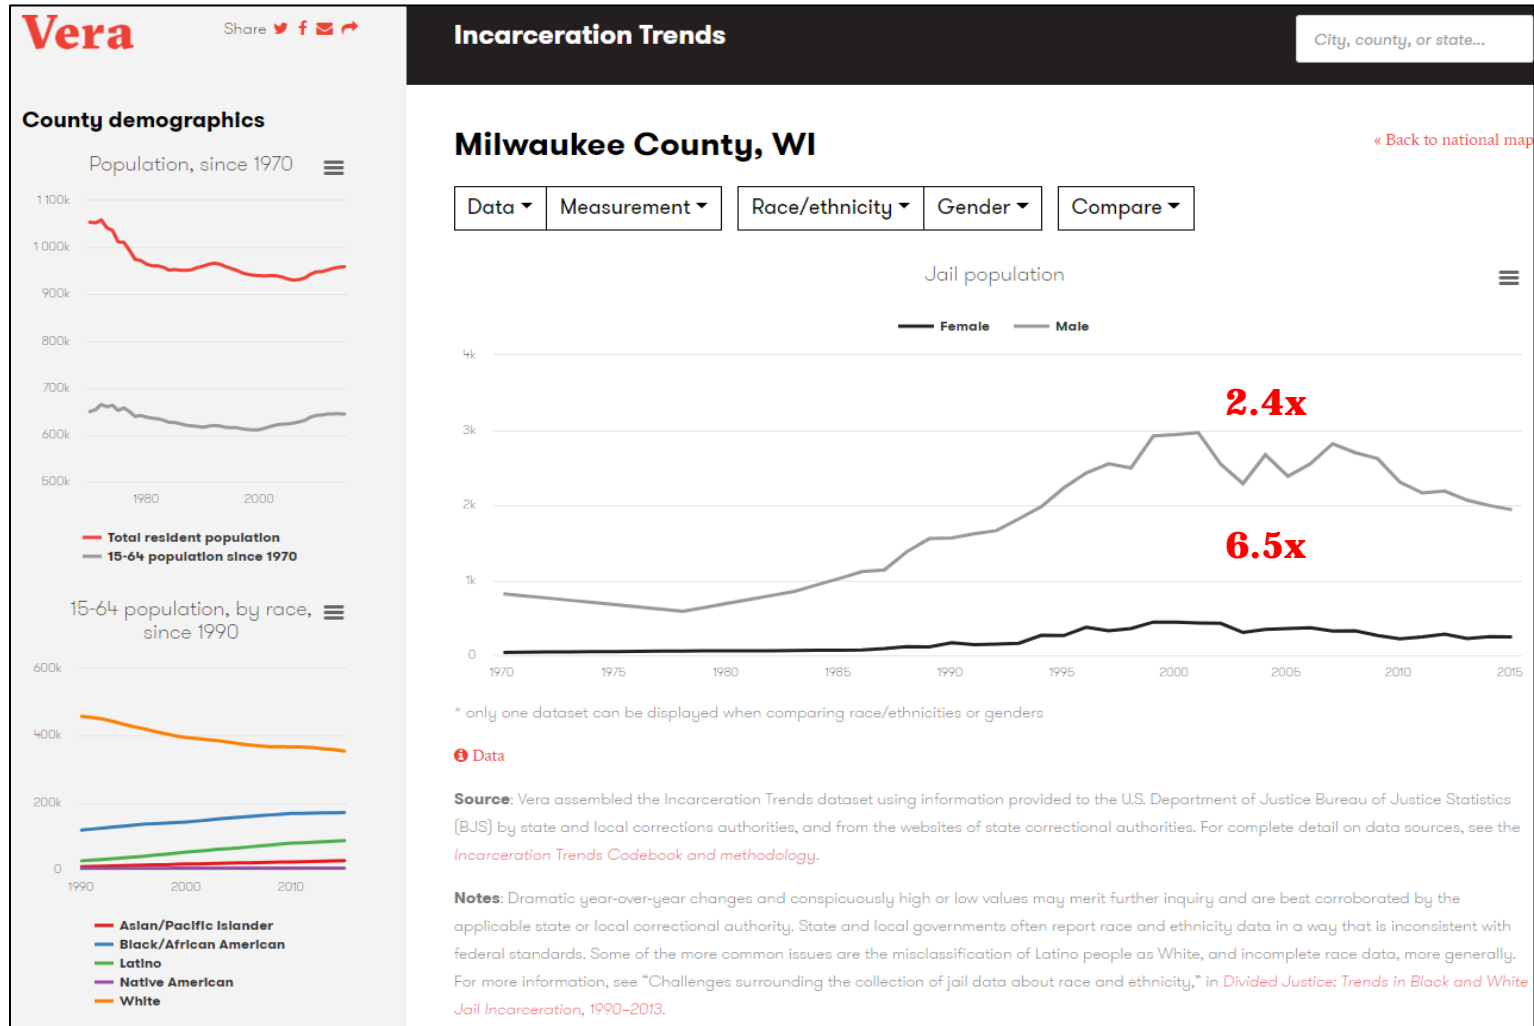 Vera
Share
Incarceration Trends
City, county, or state...
County demographics
Population, since 1970
1 100k
1 000k
900k
800k
700k
600k
500k
1980 2000
Total resident population
15-64 population since 1970
15-64 population, by race,
since 1990
600k
400k
200k
0
1990 2000 2010
Asian/Pacific Islander
Black/African American
Latino
Native American
White
Milwaukee County, WI
« Back to national map
Data Measurement Race/ethnicity Gender Compare
Jail population
Female Male
4k
2.4x
3k
2k
6.5x
1k
0
1970 1975 1980 1985 1990 1995 2000 2005 2010 2015
* only one dataset can be displayed when comparing race/ethnicities or genders
Data
Source: Vera assembled the Incarceration Trends dataset using information provided to the U.S. Department of Justice Bureau of Justice Statistics
(BJS) by state and local corrections authorities, and from the websites of state correctional authorities. For complete detail on data sources, see the
Incarceration Trends Codebook and methodology.
Notes: Dramatic year-over-year changes and conspicuously high or low values may merit further inquiry and are best corroborated by the
applicable state or local correctional authority. State and local governments often report race and ethnicity data in a way that is inconsistent with
federal standards. Some of the more common issues are the misclassification of Latino people as White, and incomplete race data, more generally.
For more information, see “Challenges surrounding the collection of jail data about race and ethnicity,” in Divided Justice: Trends in Black and White
Jail Incarceration, 1990–2013.